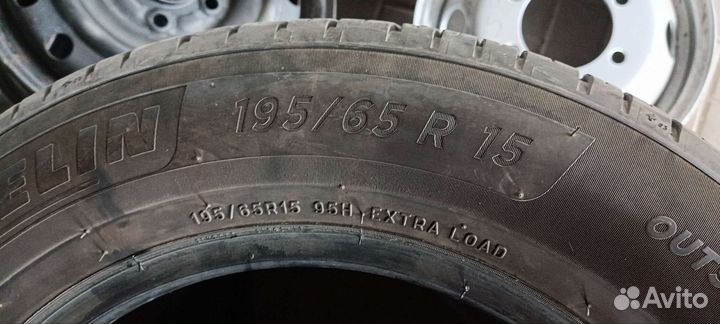 ELIN
195/65 R 15
195/65R15 95H EXTRA LOAD
OUTS
Avito